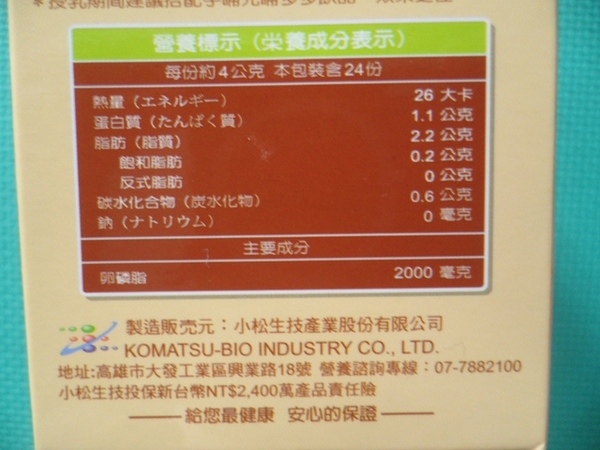 *授乳期間建議搭配
營養標示（栄養成分表示）
每份約4公克 本包裝含24份
熱量（エネルギー） 26 大卡
蛋白質（たんぱく質） 1.1 公克
脂肪（脂質） 2.2 公克
飽和脂肪 0.2 公克
反式脂肪 0 公克
碳水化合物（炭水化物） 0.6 公克
鈉（ナトリウム） 0 毫克
主要成分
卵磷脂 2000 毫克
製造販売元：小松生技產業股份有限公司
KOMATSU-BIO INDUSTRY CO., LTD.
地址:高雄市大發工業區興業路18號 營養諮詢專線：07-7882100
小松生技投保新台幣NT$2,400萬產品責任險
給您最健康 安心的保證